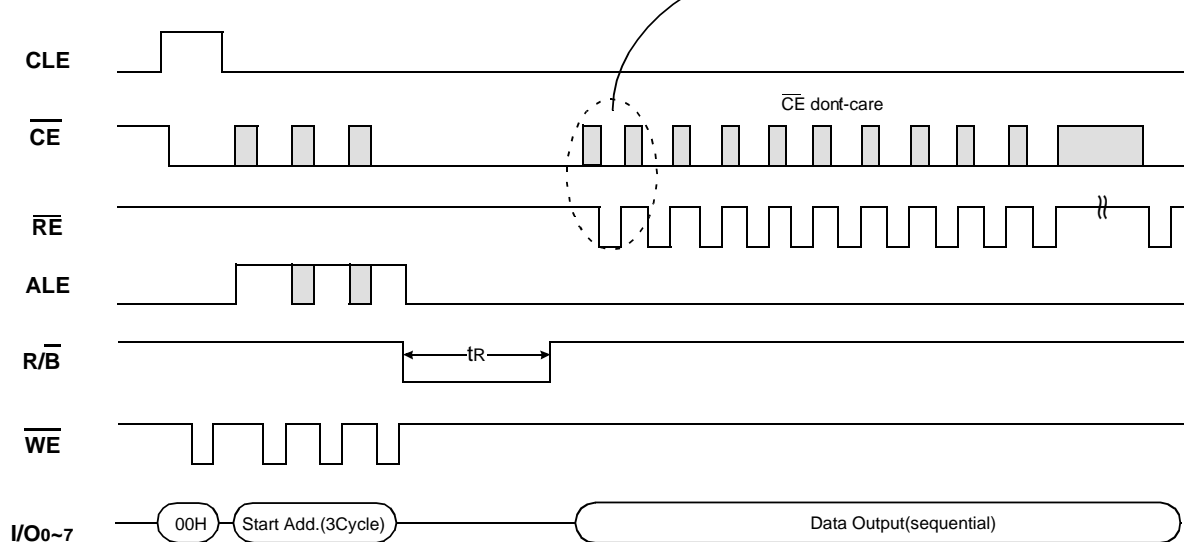 CLE
CE dont-care
CE
RE
ALE
R/B
tR
WE
I/O0~7
00H
Start Add.(3Cycle)
Data Output(sequential)